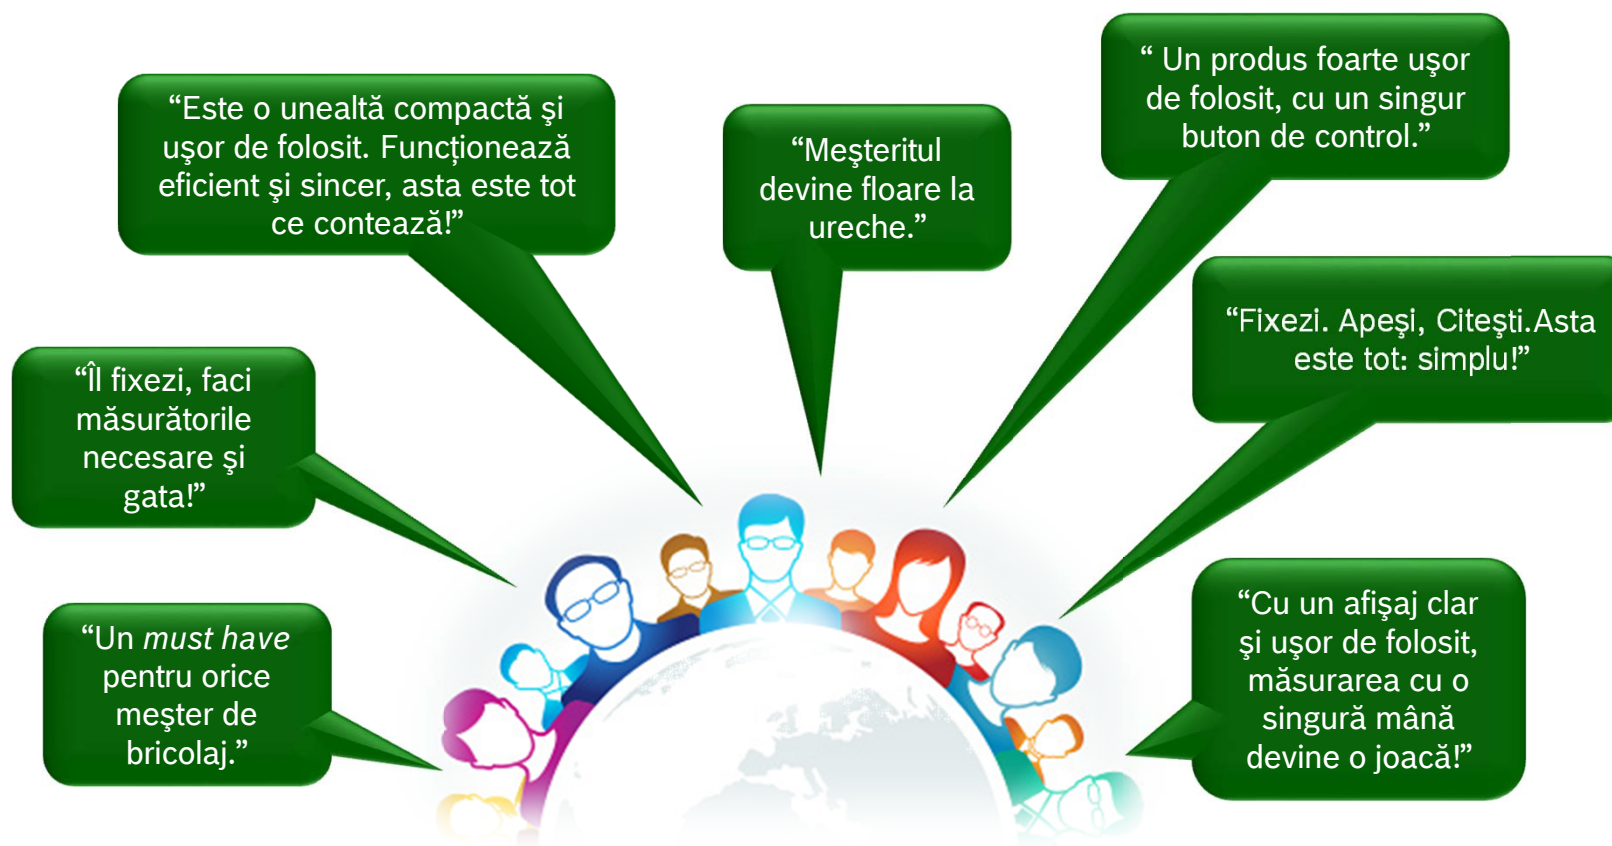 “Este o unealtă compactă şi
uşor de folosit. Funcţionează
eficient şi sincer, asta este tot
ce contează!”
“Meşteritul
devine floare la
ureche.”
“ Un produs foarte uşor
de folosit, cu un singur
buton de control.”
“Fixezi. Apeşi, Citeşti.Asta
este tot: simplu!”
“Îl fixezi, faci
măsurătorile
necesare şi
gata!”
“Un must have
pentru orice
meşter de
bricolaj.”
“Cu un afişaj clar
şi uşor de folosit,
măsurarea cu o
singură mână
devine o joacă!”